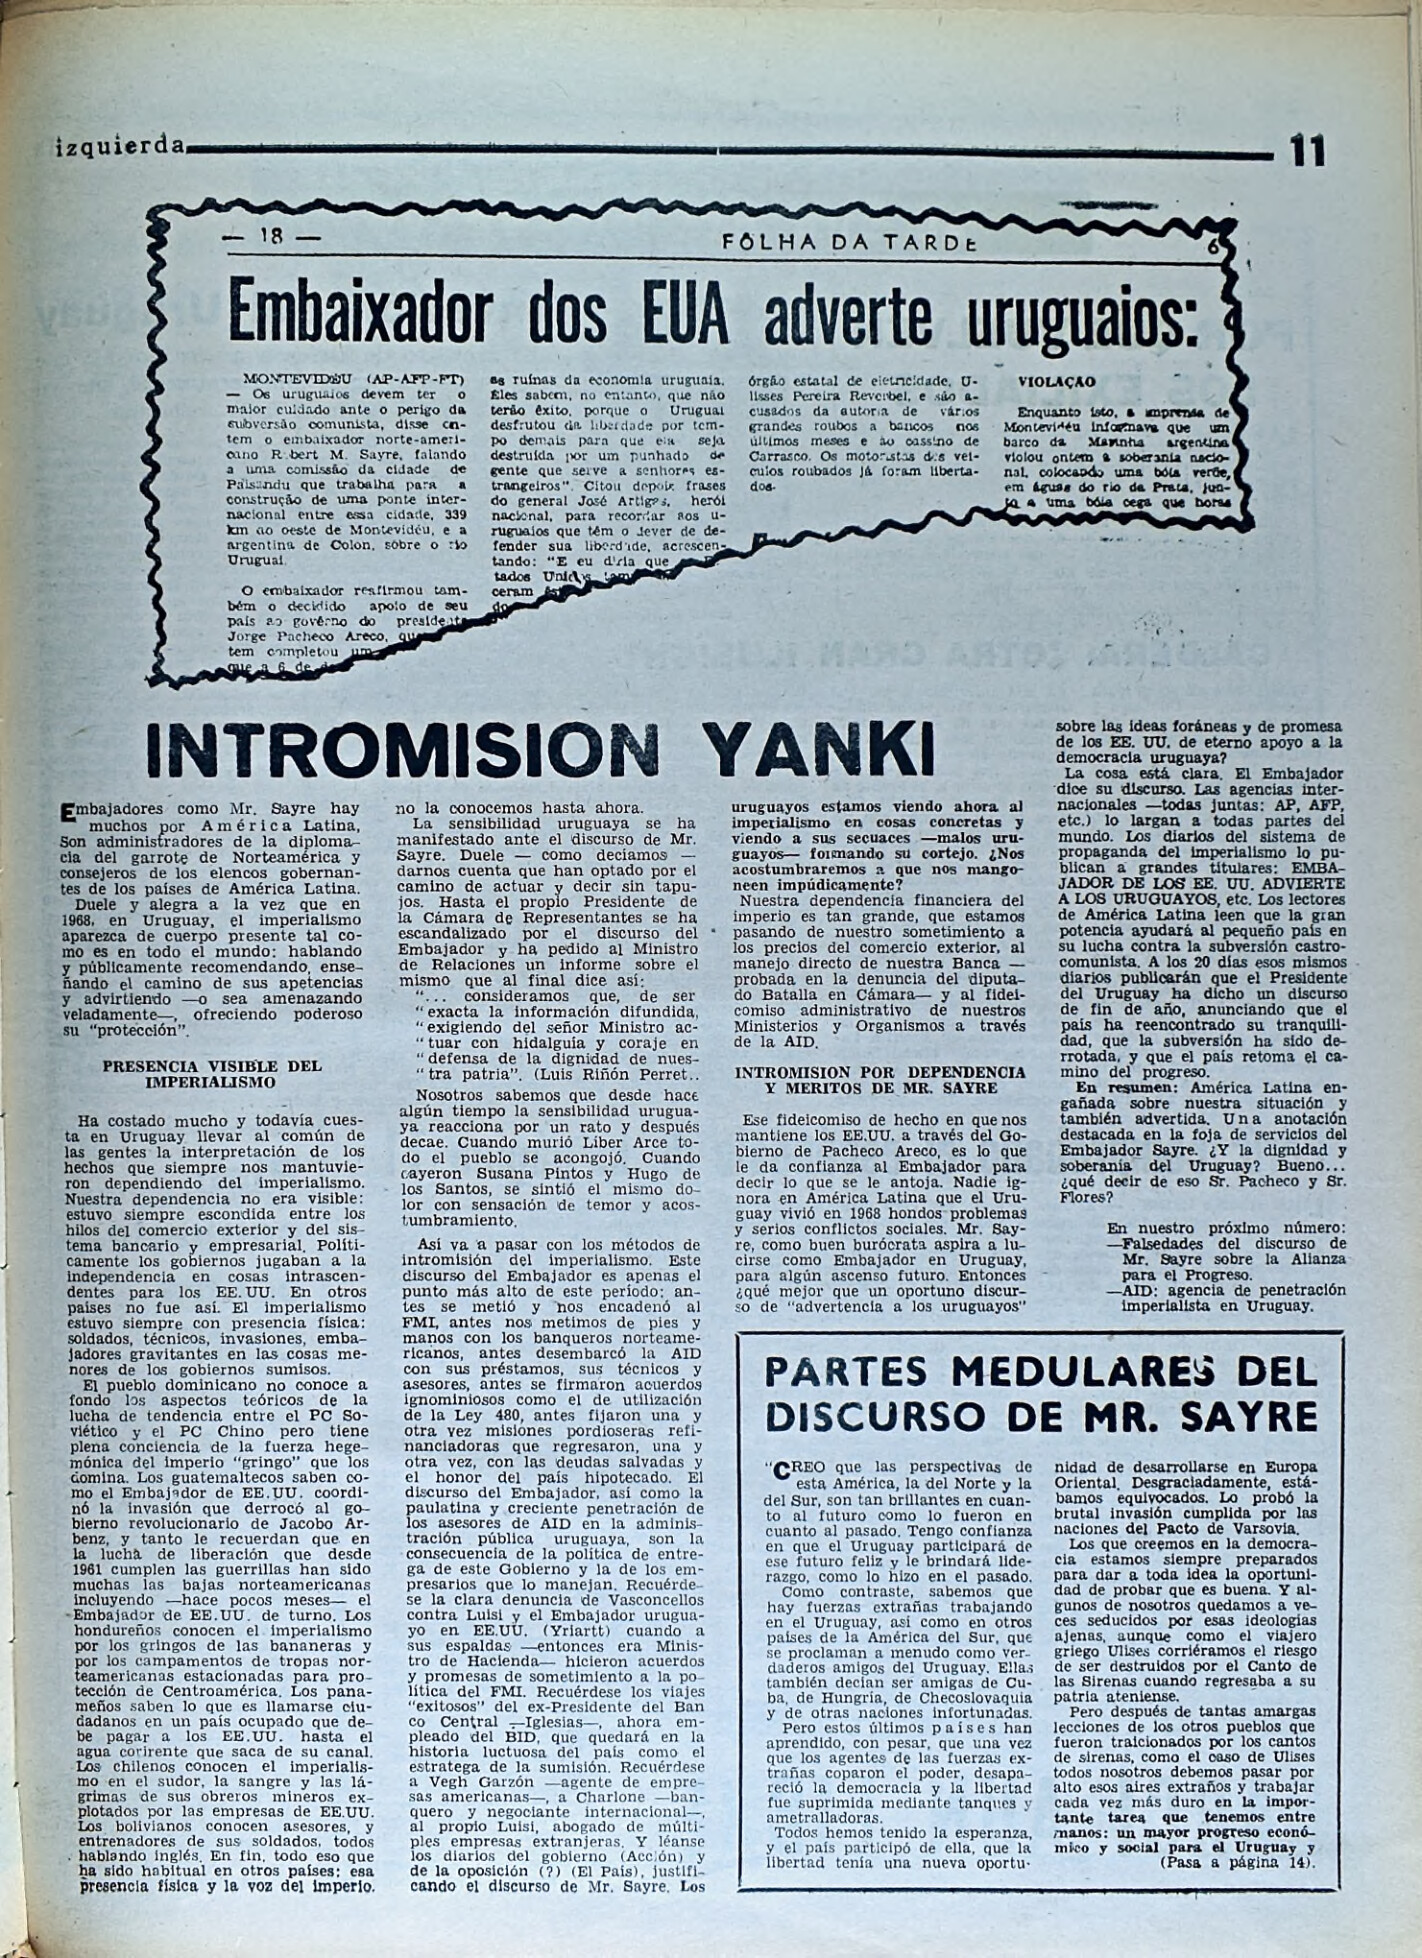 izquierda
11
— 18 —
FÔLHA DA TARDE
6
Embaixador dos EUA adverte uruguaios:
MONTEVIDÉU (AP-AFP-FT)
— Os uruguaios devem ter o
maior cuidado ante o perigo da
subversão comunista, disse on-
tem o embaixador norte-ameri-
cano Robert M. Sayre, falando
a uma comissão da cidade de
Paisandu que trabalha para a
construção de uma ponte inter-
nacional entre essa cidade, 339
km ao oeste de Montevidéu, e a
argentina de Colon, sobre o rio
Uruguai.
O embaixador reafirmou tam-
bém o decidido apoio de seu
país ao govêrno do presidente
Jorge Pacheco Areco, que
tem completou um
que a 6 de
as ruínas da economia uruguaia.
Êles sabem, no entanto, que não
terão êxito, porque o Uruguai
desfrutou da liberdade por tem-
po demais para que ela seja
destruída por um punhado de
gente que serve a senhores es-
trangeiros". Citou depois frases
do general José Artigas, herói
nacional, para recordar aos u-
ruguaios que têm o dever de de-
fender sua liberdade, acrescen-
tando: "E eu diria que
tados Unidos
ceram
órgão estatal de eletricidade, U-
lisses Pereira Reverbel, e são a-
cusados da autoria de vários
grandes roubos a bancos nos
últimos meses e ao cassino de
Carrasco. Os motoristas dos veí-
culos roubados já foram liberta-
dos.
VIOLAÇAO
Enquanto isto, a imprensa de
Montevidéu informava que um
barco da Marinha argentina
violou ontem a soberania nacio-
nal, colocando uma bóia verde,
em águas do rio da Prata, jun-
to a uma bóia cega que horas
INTROMISION YANKI
Embajadores como Mr. Sayre hay
muchos por América Latina,
Son administradores de la diploma-
cia del garrote de Norteamérica y
consejeros de los elencos gobernan-
tes de los países de América Latina.
Duele y alegra a la vez que en
1968, en Uruguay, el imperialismo
aparezca de cuerpo presente tal co-
mo es en todo el mundo: hablando
y públicamente recomendando, ense-
ñando el camino de sus apetencias
y advirtiendo —o sea amenazando
veladamente—, ofreciendo poderoso
su "protección".
PRESENCIA VISIBLE DEL
IMPERIALISMO
Ha costado mucho y todavía cues-
ta en Uruguay llevar al común de
las gentes la interpretación de los
hechos que siempre nos mantuvie-
ron dependiendo del imperialismo.
Nuestra dependencia no era visible:
estuvo siempre escondida entre los
hilos del comercio exterior y del sis-
tema bancario y empresarial. Políti-
camente los gobiernos jugaban a la
independencia en cosas intrascen-
dentes para los EE.UU. En otros
países no fue así. El imperialismo
estuvo siempre con presencia física:
soldados, técnicos, invasiones, emba-
jadores gravitantes en las cosas me-
nores de los gobiernos sumisos.
El pueblo dominicano no conoce a
fondo los aspectos teóricos de la
lucha de tendencia entre el PC So-
viético y el PC Chino pero tiene
plena conciencia de la fuerza hege-
mónica del imperio "gringo" que los
domina. Los guatemaltecos saben co-
mo el Embajador de EE.UU. coordi-
nó la invasión que derrocó al go-
bierno revolucionario de Jacobo Ar-
benz, y tanto le recuerdan que en
la lucha de liberación que desde
1961 cumplen las guerrillas han sido
muchas las bajas norteamericanas
incluyendo —hace pocos meses— el
Embajador de EE.UU. de turno. Los
hondureños conocen el imperialismo
por los gringos de las bananeras y
por los campamentos de tropas nor-
teamericanas estacionadas para pro-
tección de Centroamérica. Los pana-
meños saben lo que es llamarse ciu-
dadanos en un país ocupado que de-
be pagar a los EE.UU. hasta el
agua corirente que saca de su canal.
Los chilenos conocen el imperialis-
mo en el sudor, la sangre y las lá-
grimas de sus obreros mineros ex-
plotados por las empresas de EE.UU.
Los bolivianos conocen asesores, y
entrenadores de sus soldados, todos
hablando inglés. En fin, todo eso que
ha sido habitual en otros países: esa
presencia física y la voz del imperio.
no la conocemos hasta ahora.
La sensibilidad uruguaya se ha
manifestado ante el discurso de Mr.
Sayre. Duele — como decíamos —
darnos cuenta que han optado por el
camino de actuar y decir sin tapu-
jos. Hasta el propio Presidente de
la Cámara de Representantes se ha
escandalizado por el discurso del
Embajador y ha pedido al Ministro
de Relaciones un informe sobre el
mismo que al final dice así:
"... consideramos que, de ser
"exacta la información difundida,
"exigiendo del señor Ministro ac-
"tuar con hidalguía y coraje en
"defensa de la dignidad de nues-
"tra patria". (Luis Riñón Perret..
Nosotros sabemos que desde hace
algún tiempo la sensibilidad urugua-
ya reacciona por un rato y después
decae. Cuando murió Liber Arce to-
do el pueblo se acongojó. Cuando
cayeron Susana Pintos y Hugo de
los Santos, se sintió el mismo do-
lor con sensación de temor y acos-
tumbramiento.
Así va a pasar con los métodos de
intromisión del imperialismo. Este
discurso del Embajador es apenas el
punto más alto de este período; an-
tes se metió y nos encadenó al
FMI, antes nos metimos de pies y
manos con los banqueros norteame-
ricanos, antes desembarcó la AID
con sus préstamos, sus técnicos y
asesores, antes se firmaron acuerdos
ignominiosos como el de utilización
de la Ley 480, antes fijaron una y
otra vez misiones pordioseras refi-
nanciadoras que regresaron, una y
otra vez, con las deudas salvadas y
el honor del país hipotecado. El
discurso del Embajador, así como la
paulatina y creciente penetración de
los asesores de AID en la adminis-
tración pública uruguaya, son la
consecuencia de la política de entre-
ga de este Gobierno y la de los em-
presarios que lo manejan. Recuérde-
se la clara denuncia de Vasconcellos
contra Luisi y el Embajador urugua-
yo en EE.UU. (Yriartt) cuando a
sus espaldas —entonces era Minis-
tro de Hacienda— hicieron acuerdos
y promesas de sometimiento a la po-
lítica del FMI. Recuérdese los viajes
"exitosos" del ex-Presidente del Ban
co Central —Iglesias—, ahora em-
pleado del BID, que quedará en la
historia luctuosa del país como el
estratega de la sumisión. Recuérdese
a Vegh Garzón —agente de empre-
sas americanas—, a Charlone —ban-
quero y negociante internacional—,
al propio Luisi, abogado de múlti-
ples empresas extranjeras. Y léanse
los diarios del gobierno (Acción) y
de la oposición (?) (El País), justifi-
cando el discurso de Mr. Sayre. Los
uruguayos estamos viendo ahora al
imperialismo en cosas concretas y
viendo a sus secuaces —malos uru-
guayos— formando su cortejo. ¿Nos
acostumbraremos a que nos mango-
neen impúdicamente?
Nuestra dependencia financiera del
imperio es tan grande, que estamos
pasando de nuestro sometimiento a
los precios del comercio exterior, al
manejo directo de nuestra Banca —
probada en la denuncia del diputa-
do Batalla en Cámara— y al fidei-
comiso administrativo de nuestros
Ministerios y Organismos a través
de la AID.
INTROMISION POR DEPENDENCIA
Y MERITOS DE MR. SAYRE
Ese fideicomiso de hecho en que nos
mantiene los EE.UU. a través del Go-
bierno de Pacheco Areco, es lo que
le da confianza al Embajador para
decir lo que se le antoja. Nadie ig-
nora en América Latina que el Uru-
guay vivió en 1968 hondos problemas
y serios conflictos sociales. Mr. Say-
re, como buen burócrata aspira a lu-
cirse como Embajador en Uruguay,
para algún ascenso futuro. Entonces
¿qué mejor que un oportuno discur-
so de "advertencia a los uruguayos"
sobre las ideas foráneas y de promesa
de los EE. UU. de eterno apoyo a la
democracia uruguaya?
La cosa está clara. El Embajador
dice su discurso. Las agencias inter-
nacionales —todas juntas: AP, AFP,
etc.) lo largan a todas partes del
mundo. Los diarios del sistema de
propaganda del imperialismo lo pu-
blican a grandes titulares: EMBA-
JADOR DE LOS EE. UU. ADVIERTE
A LOS URUGUAYOS, etc. Los lectores
de América Latina leen que la gran
potencia ayudará al pequeño país en
su lucha contra la subversión castro-
comunista. A los 20 días esos mismos
diarios publicarán que el Presidente
del Uruguay ha dicho un discurso
de fin de año, anunciando que el
país ha reencontrado su tranquili-
dad, que la subversión ha sido de-
rrotada, y que el país retoma el ca-
mino del progreso.
En resumen: América Latina en-
gañada sobre nuestra situación y
también advertida. Una anotación
destacada en la foja de servicios del
Embajador Sayre. ¿Y la dignidad y
soberanía del Uruguay? Bueno...
¿qué decir de eso Sr. Pacheco y Sr.
Flores?
En nuestro próximo número:
—Falsedades del discurso de
Mr. Sayre sobre la Alianza
para el Progreso.
—AID: agencia de penetración
imperialista en Uruguay.
PARTES MEDULARES DEL
DISCURSO DE MR. SAYRE
"CREO que las perspectivas de
esta América, la del Norte y la
del Sur, son tan brillantes en cuan-
to al futuro como lo fueron en
cuanto al pasado. Tengo confianza
en que el Uruguay participará de
ese futuro feliz y le brindará lide-
razgo, como lo hizo en el pasado.
Como contraste, sabemos que
hay fuerzas extrañas trabajando
en el Uruguay, así como en otros
países de la América del Sur, que
se proclaman a menudo como ver-
daderos amigos del Uruguay. Ellas
también decían ser amigas de Cu-
ba, de Hungría, de Checoslovaquia
y de otras naciones infortunadas.
Pero estos últimos países han
aprendido, con pesar, que una vez
que los agentes de las fuerzas ex-
trañas coparon el poder, desapa-
reció la democracia y la libertad
fue suprimida mediante tanques y
ametralladoras.
Todos hemos tenido la esperanza,
y el país participó de ella, que la
libertad tenía una nueva oportu-
nidad de desarrollarse en Europa
Oriental. Desgraciadamente, está-
bamos equivocados. Lo probó la
brutal invasión cumplida por las
naciones del Pacto de Varsovia.
Los que creemos en la democra-
cia estamos siempre preparados
para dar a toda idea la oportuni-
dad de probar que es buena. Y al-
gunos de nosotros quedamos a ve-
ces seducidos por esas ideologías
ajenas, aunque como el viajero
griego Ulises corriéramos el riesgo
de ser destruidos por el Canto de
las Sirenas cuando regresaba a su
patria ateniense.
Pero después de tantas amargas
lecciones de los otros pueblos que
fueron traicionados por los cantos
de sirenas, como el caso de Ulises
todos nosotros debemos pasar por
alto esos aires extraños y trabajar
cada vez más duro en la impor-
tante tarea que tenemos entre
manos: un mayor progreso econó-
mico y social para el Uruguay y
(Pasa a página 14).